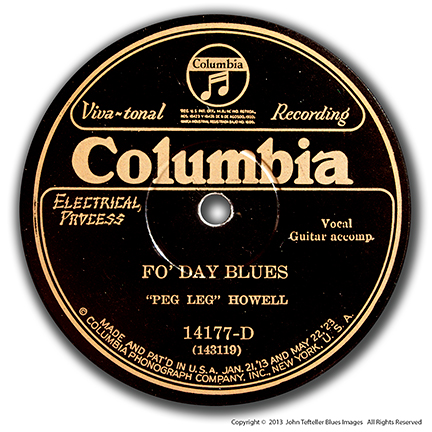 Columbia
Viva-tonal Recording
Columbia
ELECTRICAL
PROCESS
Vocal
Guitar accomp.
FO' DAY BLUES
"PEG LEG" HOWELL
14177-D
(143119)
MADE AND PAT'D IN U.S.A. JAN. 21, '13 AND MAY 22, '23
© COLUMBIA PHONOGRAPH COMPANY, INC., NEW YORK, U.S.A.
Copyright © 2013 John Tefteller Blues Images All Rights Reserved